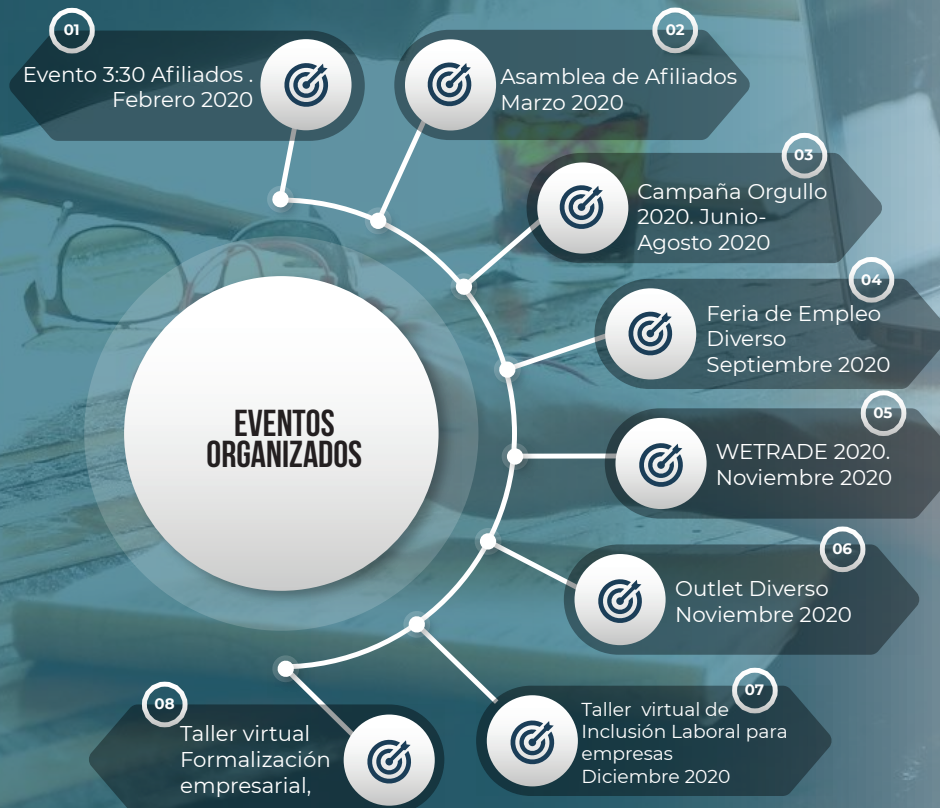 01
Evento 3:30 Afiliados .
Febrero 2020
02
Asamblea de Afiliados
Marzo 2020
03
Campaña Orgullo
2020. Junio-
Agosto 2020
04
Feria de Empleo
Diverso
Septiembre 2020
EVENTOS
ORGANIZADOS
05
WETRADE 2020.
Noviembre 2020
06
Outlet Diverso
Noviembre 2020
07
Taller  virtual de
Inclusión Laboral para
empresas
Diciembre 2020
08
Taller virtual
Formalización
empresarial,